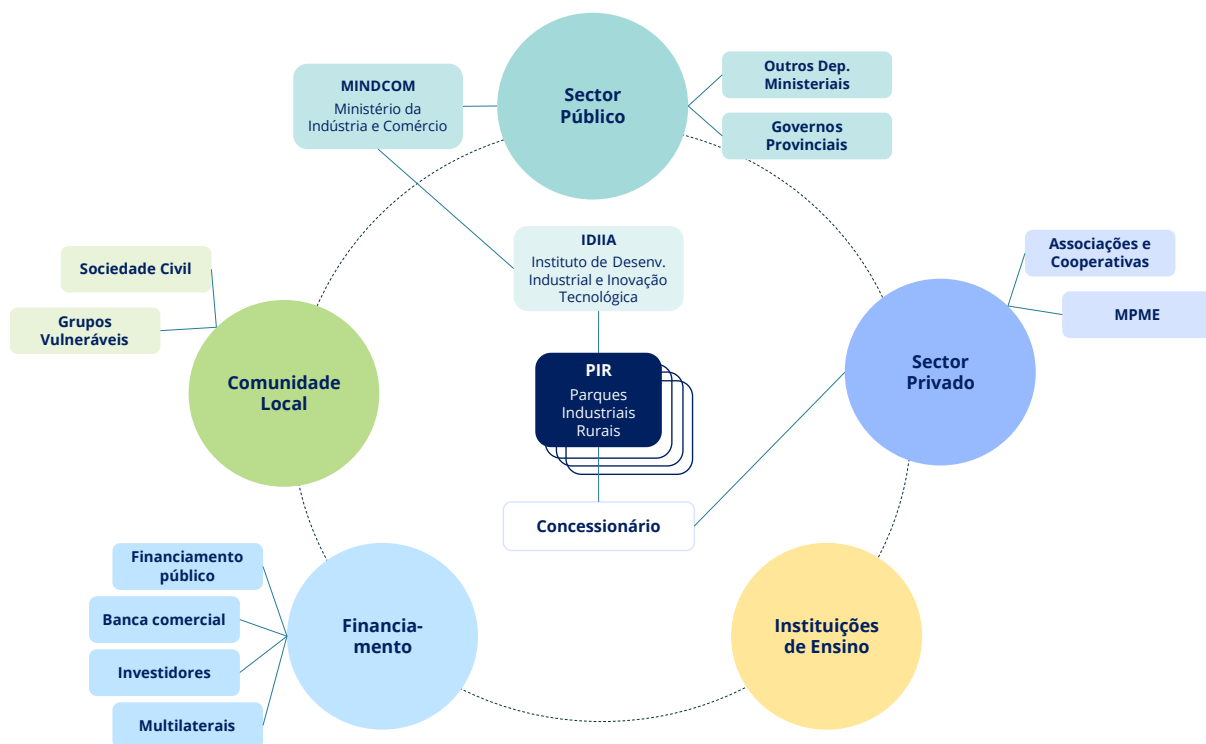 MINDCOM
Ministério da
Indústria e Comércio
Sector
Público
Outros Dep.
Ministeriais
Governos
Provinciais
IDIIA
Instituto de Desenv.
Industrial e Inovação
Tecnológica
Associações e
Cooperativas
MPME
Sociedade Civil
Grupos
Vulneráveis
Comunidade
Local
PIR
Parques
Industriais
Rurais
Sector
Privado
Concessionário
Financiamento
público
Banca comercial
Investidores
Multilaterais
Financia-
mento
Instituições
de Ensino